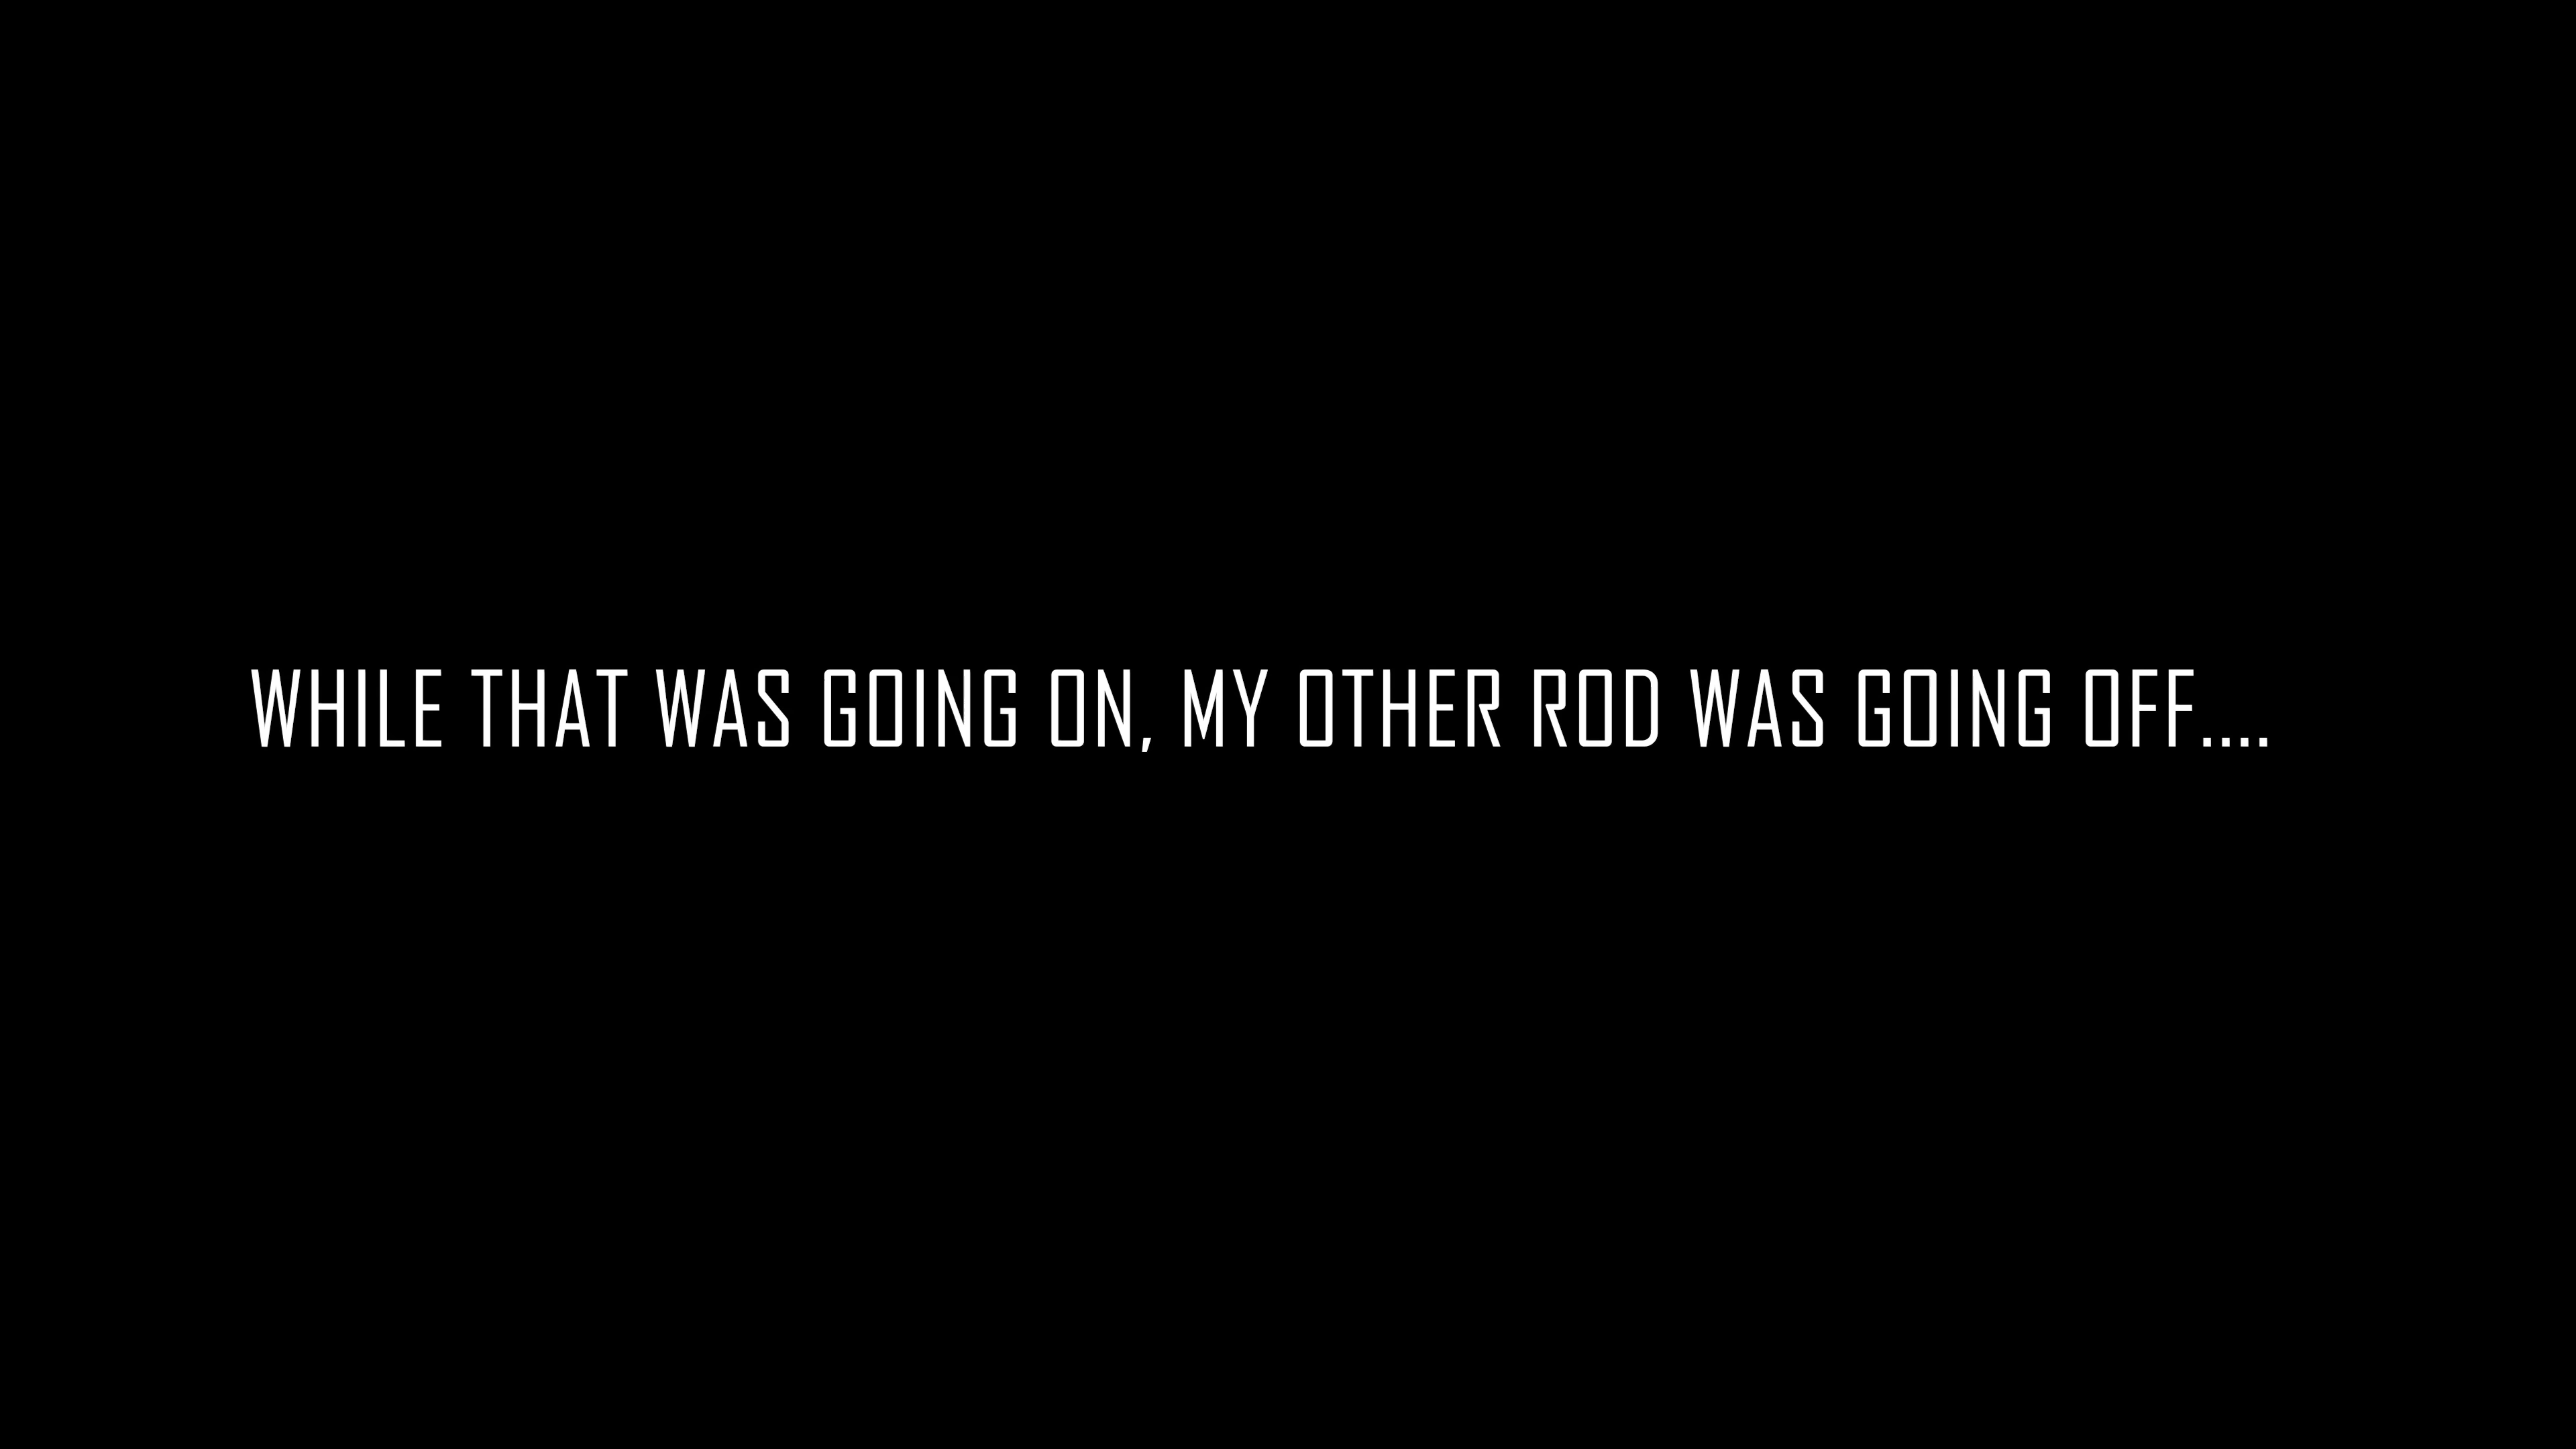 WHILE THAT WAS GOING ON, MY OTHER ROD WAS GOING OFF....